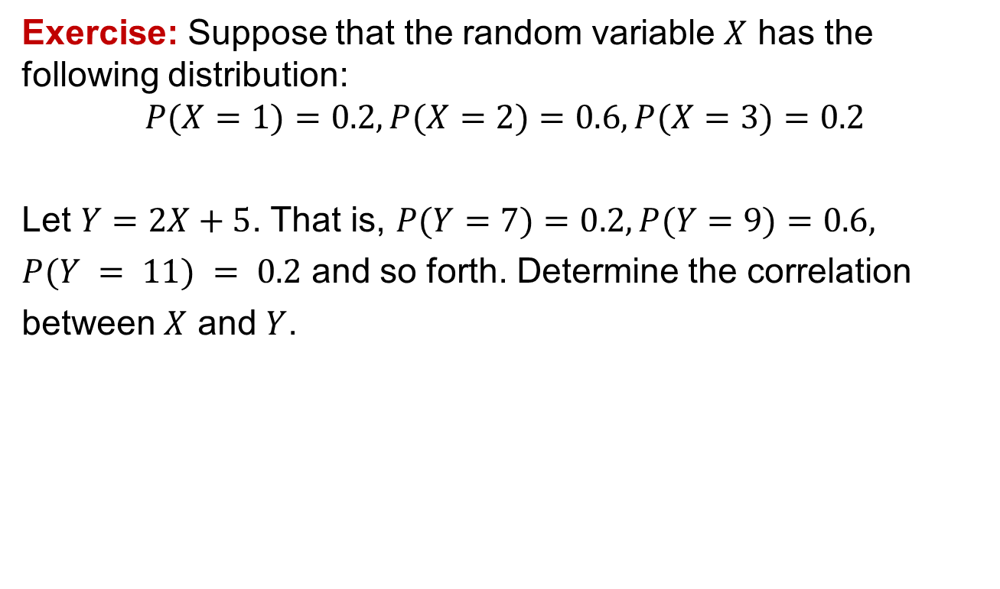 Exercise: Suppose that the random variable X has the
following distribution:
P(X = 1) = 0.2, P(X = 2) = 0.6, P(X = 3) = 0.2
Let Y = 2X + 5. That is, P(Y = 7) = 0.2, P(Y = 9) = 0.6,
P(Y = 11) = 0.2 and so forth. Determine the correlation
between X and Y.